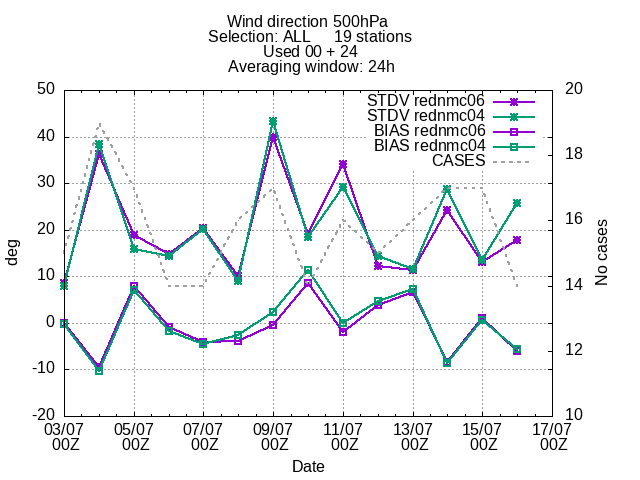 Wind direction 500hPa
Selection: ALL     19 stations
Used 00 + 24
Averaging window: 24h
STDV rednmc06
STDV rednmc04
BIAS rednmc06
BIAS rednmc04
CASES
50
40
30
20
10
0
-10
-20
deg
20
18
16
14
12
10
No cases
03/07 05/07 07/07 09/07 11/07 13/07 15/07 17/07
00Z 00Z 00Z 00Z 00Z 00Z 00Z 00Z
Date